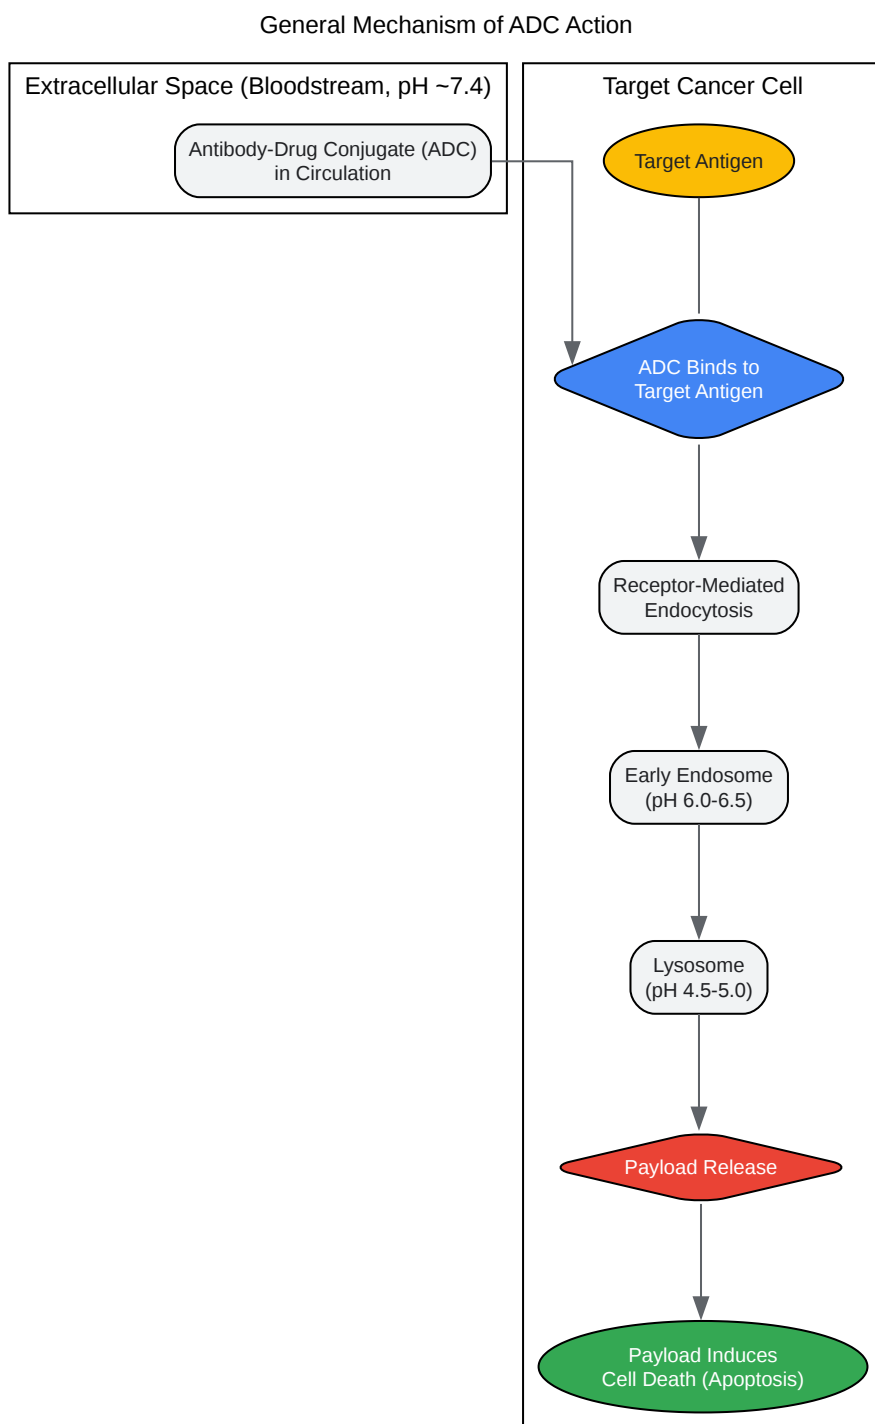 General Mechanism of ADC Action
Extracellular Space (Bloodstream, pH ~7.4)
Antibody-Drug Conjugate (ADC)
in Circulation
Target Cancer Cell
Target Antigen
ADC Binds to
Target Antigen
Receptor-Mediated
Endocytosis
Early Endosome
(pH 6.0-6.5)
Lysosome
(pH 4.5-5.0)
Payload Release
Payload Induces
Cell Death (Apoptosis)